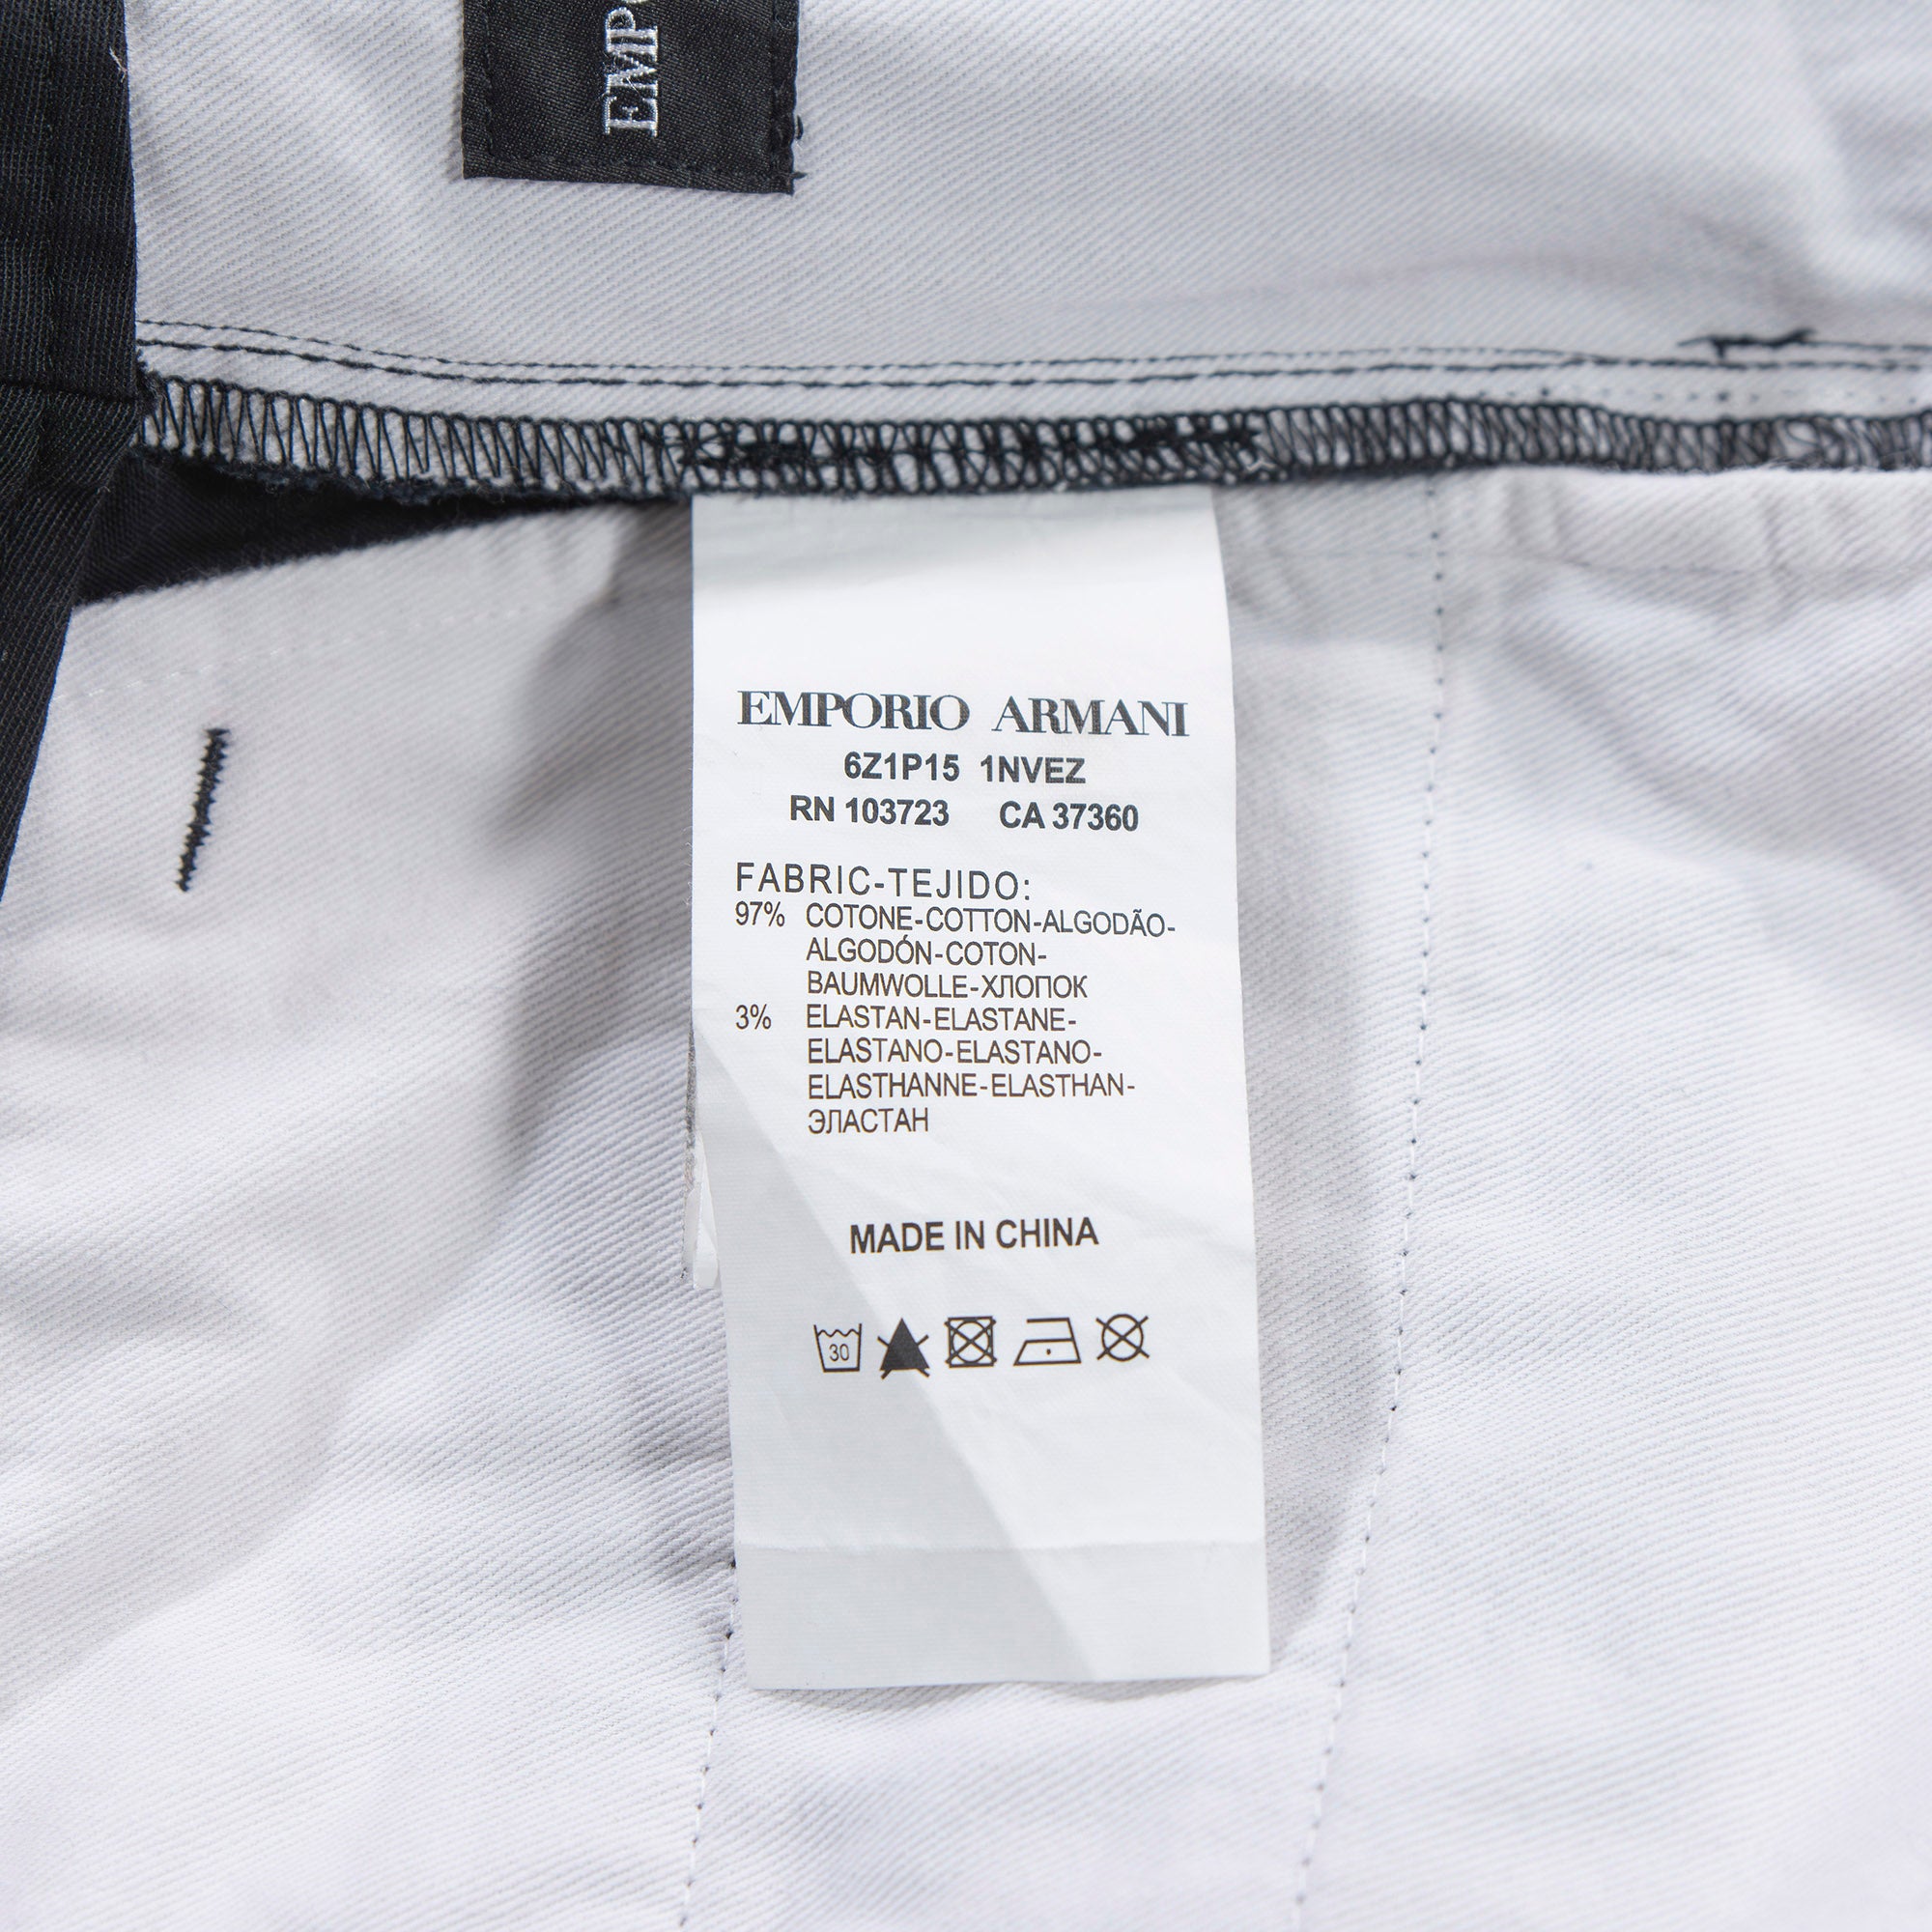 EMPO
EMPORIO ARMANI
6Z1P15 1NVEZ
RN 103723 CA 37360
FABRIC-TEJIDO:
97% COTONE-COTTON-ALGODÃO-
ALGODÓN-COTON-
BAUMWOLLE-ХЛОПОК
3% ELASTAN-ELASTANE-
ELASTANO-ELASTANO-
ELASTHANNE-ELASTHAN-
ЭЛАСТАН
MADE IN CHINA
30